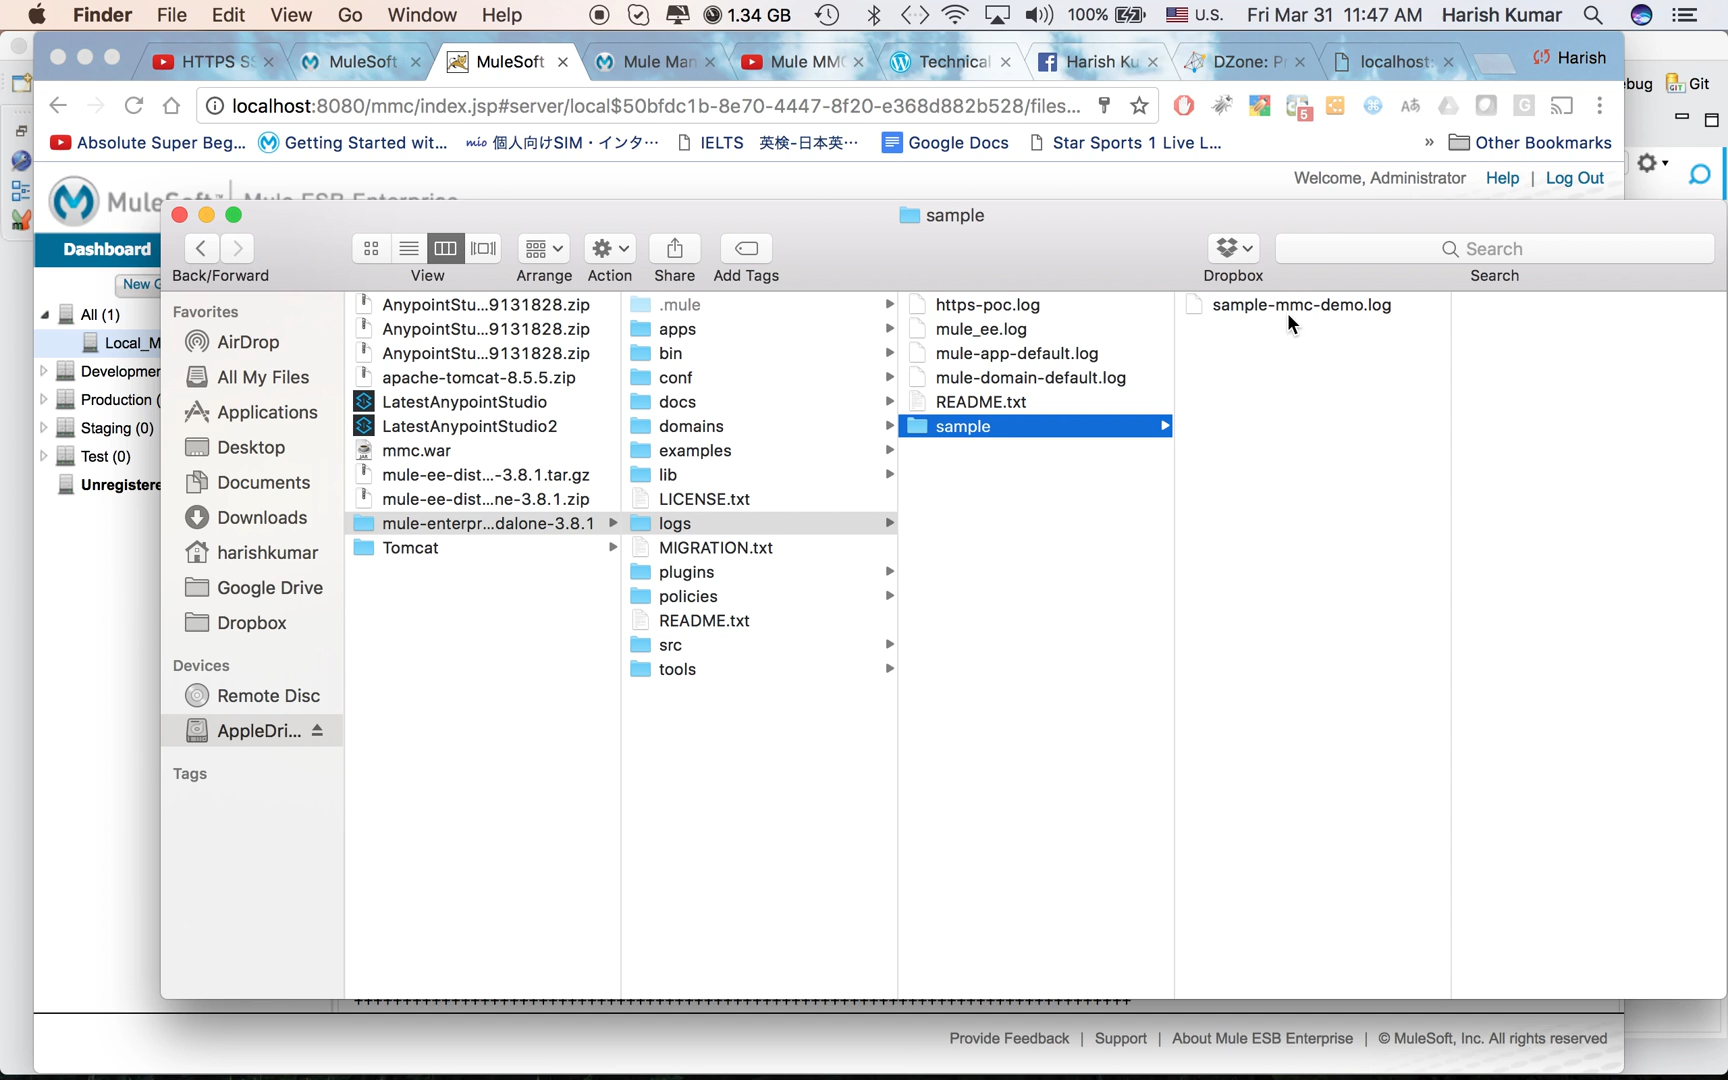 Finder File Edit View Go Window Help 1.34 GB 100% U.S. Fri Mar 31 11:47 AM Harish Kumar
HTTPS S MuleSoft MuleSoft Mule Man Mule MM Technical Harish Ku DZone: P localhost: Harish
localhost:8080/mmc/index.jsp#server/local$50bfdc1b-8e70-4447-8f20-e368d882b528/files...
5
ebug Git
Absolute Super Beg... Getting Started wit... mio 個人向けSIM・インタ··· IELTS 英検-日本英··· Google Docs Star Sports 1 Live L... » Other Bookmarks
Welcome, Administrator Help | Log Out
MuleSoft™ Mule ESB Enterprise
sample
Dashboard
Back/Forward View Arrange Action Share Add Tags Dropbox Search
Search
New
All (1)
Local_M
Developme
Production (
Staging (0)
Test (0)
Unregistere
Favorites
AirDrop
All My Files
Applications
Desktop
Documents
Downloads
harishkumar
Google Drive
Dropbox
Devices
Remote Disc
AppleDri...
Tags
AnypointStu...9131828.zip
AnypointStu...9131828.zip
AnypointStu...9131828.zip
apache-tomcat-8.5.5.zip
LatestAnypointStudio
LatestAnypointStudio2
mmc.war
mule-ee-dist...-3.8.1.tar.gz
mule-ee-dist...ne-3.8.1.zip
mule-enterpr...dalone-3.8.1
Tomcat
.mule
apps
bin
conf
docs
domains
examples
lib
LICENSE.txt
logs
MIGRATION.txt
plugins
policies
README.txt
src
tools
https-poc.log
mule_ee.log
mule-app-default.log
mule-domain-default.log
README.txt
sample
sample-mmc-demo.log
Provide Feedback | Support | About Mule ESB Enterprise | © MuleSoft, Inc. All rights reserved